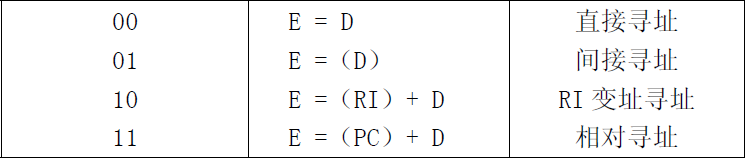 00 E = D 直接寻址
01 E =（D） 间接寻址
10 E =（RI）+ D RI 变址寻址
11 E =（PC）+ D 相对寻址